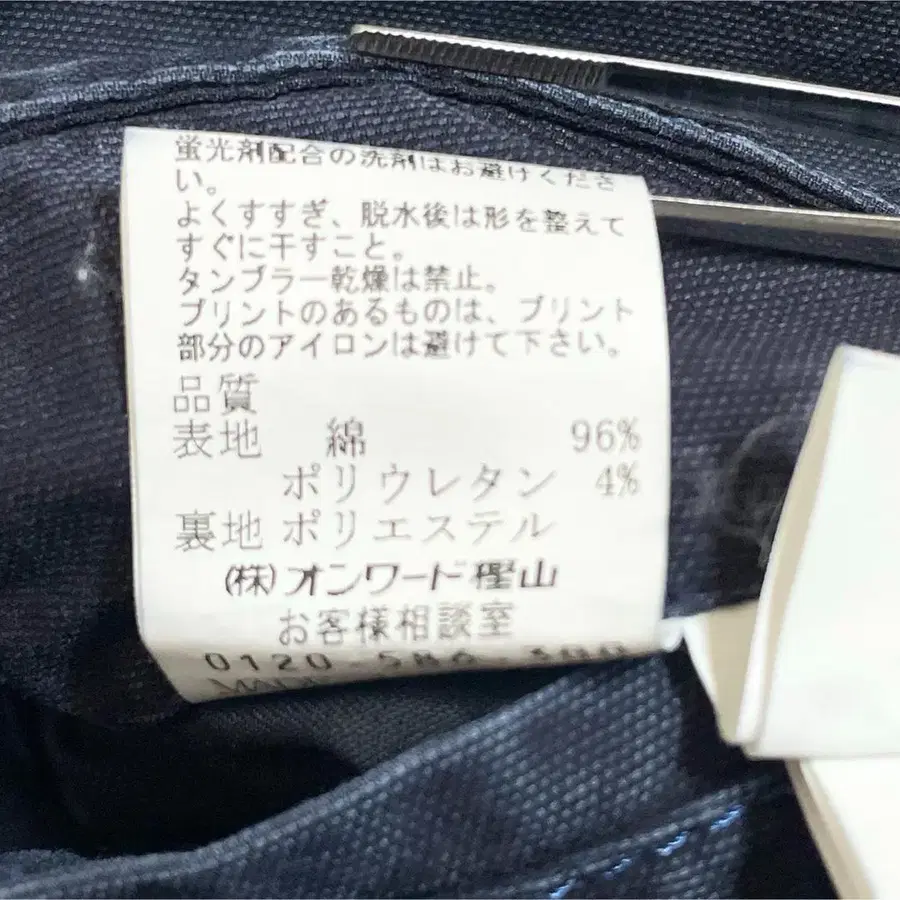 蛍光剤配合の洗剤はお避けくださ
い。
よくすすぎ、脱水後は形を整えて
すぐに干すこと。
タンブラー乾燥は禁止。
プリントのあるものは、プリント
部分のアイロンは避けて下さい。
品質
表地 綿 96%
ポリウレタン 4%
裏地 ポリエステル
(株)オンワード樫山
お客様相談室
0120-586-300
MADE